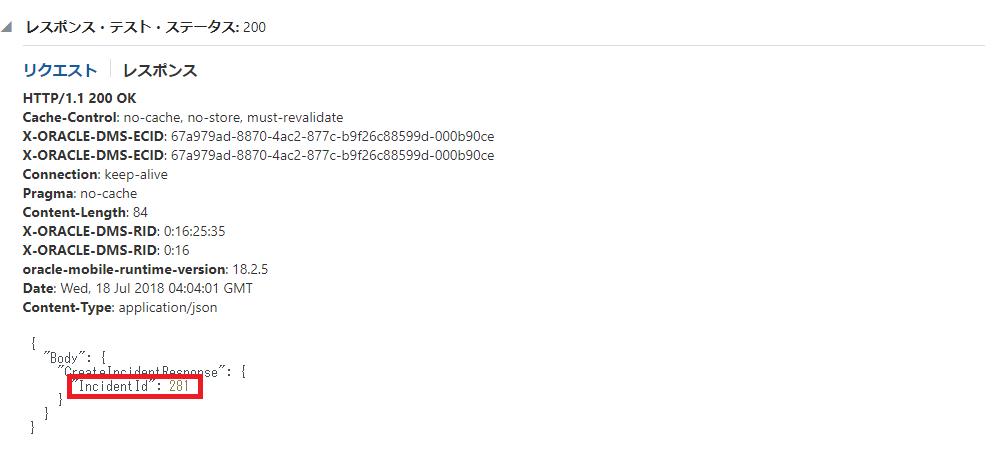 レスポンス・テスト・ステータス: 200
リクエスト レスポンス
HTTP/1.1 200 OK
Cache-Control: no-cache, no-store, must-revalidate
X-ORACLE-DMS-ECID: 67a979ad-8870-4ac2-877c-b9f26c88599d-000b90ce
X-ORACLE-DMS-ECID: 67a979ad-8870-4ac2-877c-b9f26c88599d-000b90ce
Connection: keep-alive
Pragma: no-cache
Content-Length: 84
X-ORACLE-DMS-RID: 0:16:25:35
X-ORACLE-DMS-RID: 0:16
oracle-mobile-runtime-version: 18.2.5
Date: Wed, 18 Jul 2018 04:04:01 GMT
Content-Type: application/json
{
"Body": {
"CreateIncidentResponse": {
"IncidentId": 281
}
}
}